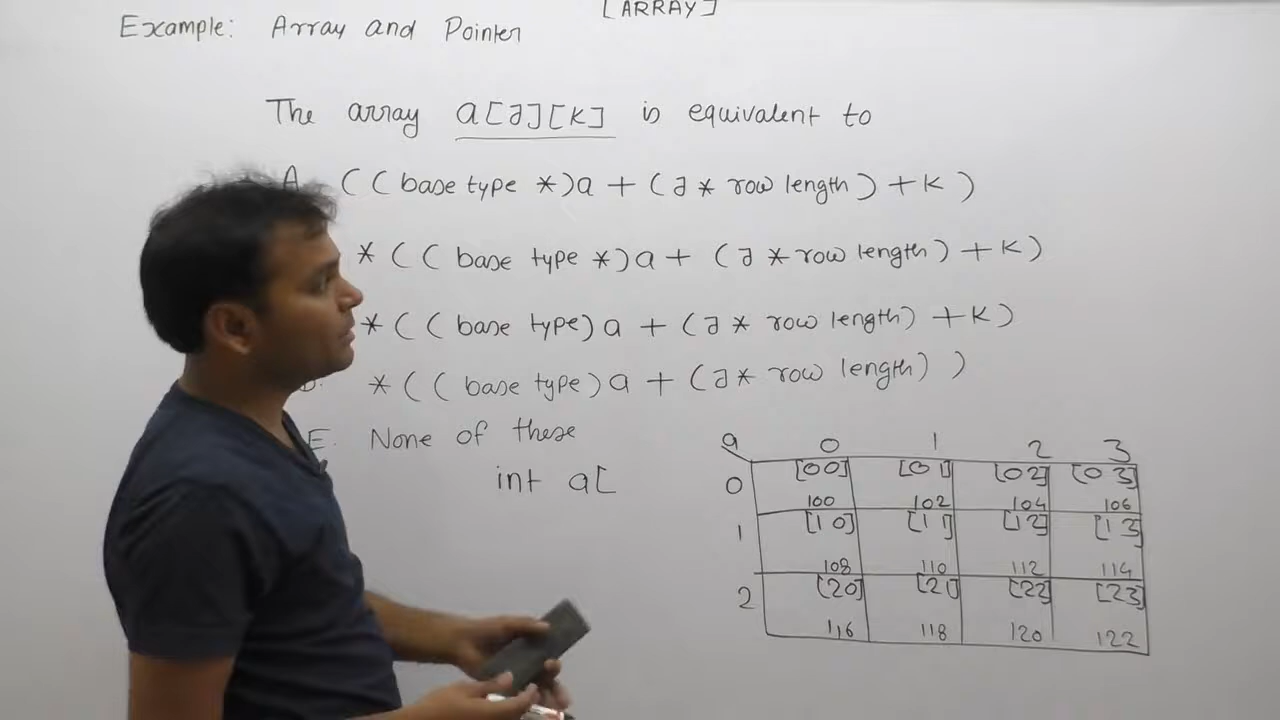 [ARRAY]
Example: Array and Pointer
The array a[J][K] is equivalent to
A. ((base type *)a + (J * row length) + K)
*((base type *)a + (J * row length) + K)
*((base type) a + (J * row length) + K)
D. *((base type) a + (J * row length))
E. None of these
int a[
a 0 1 2 3
0 [00] [01] [02] [03]
100 102 104 106
1 [10] [11] [12] [13]
108 110 112 114
2 [20] [21] [22] [23]
116 118 120 122